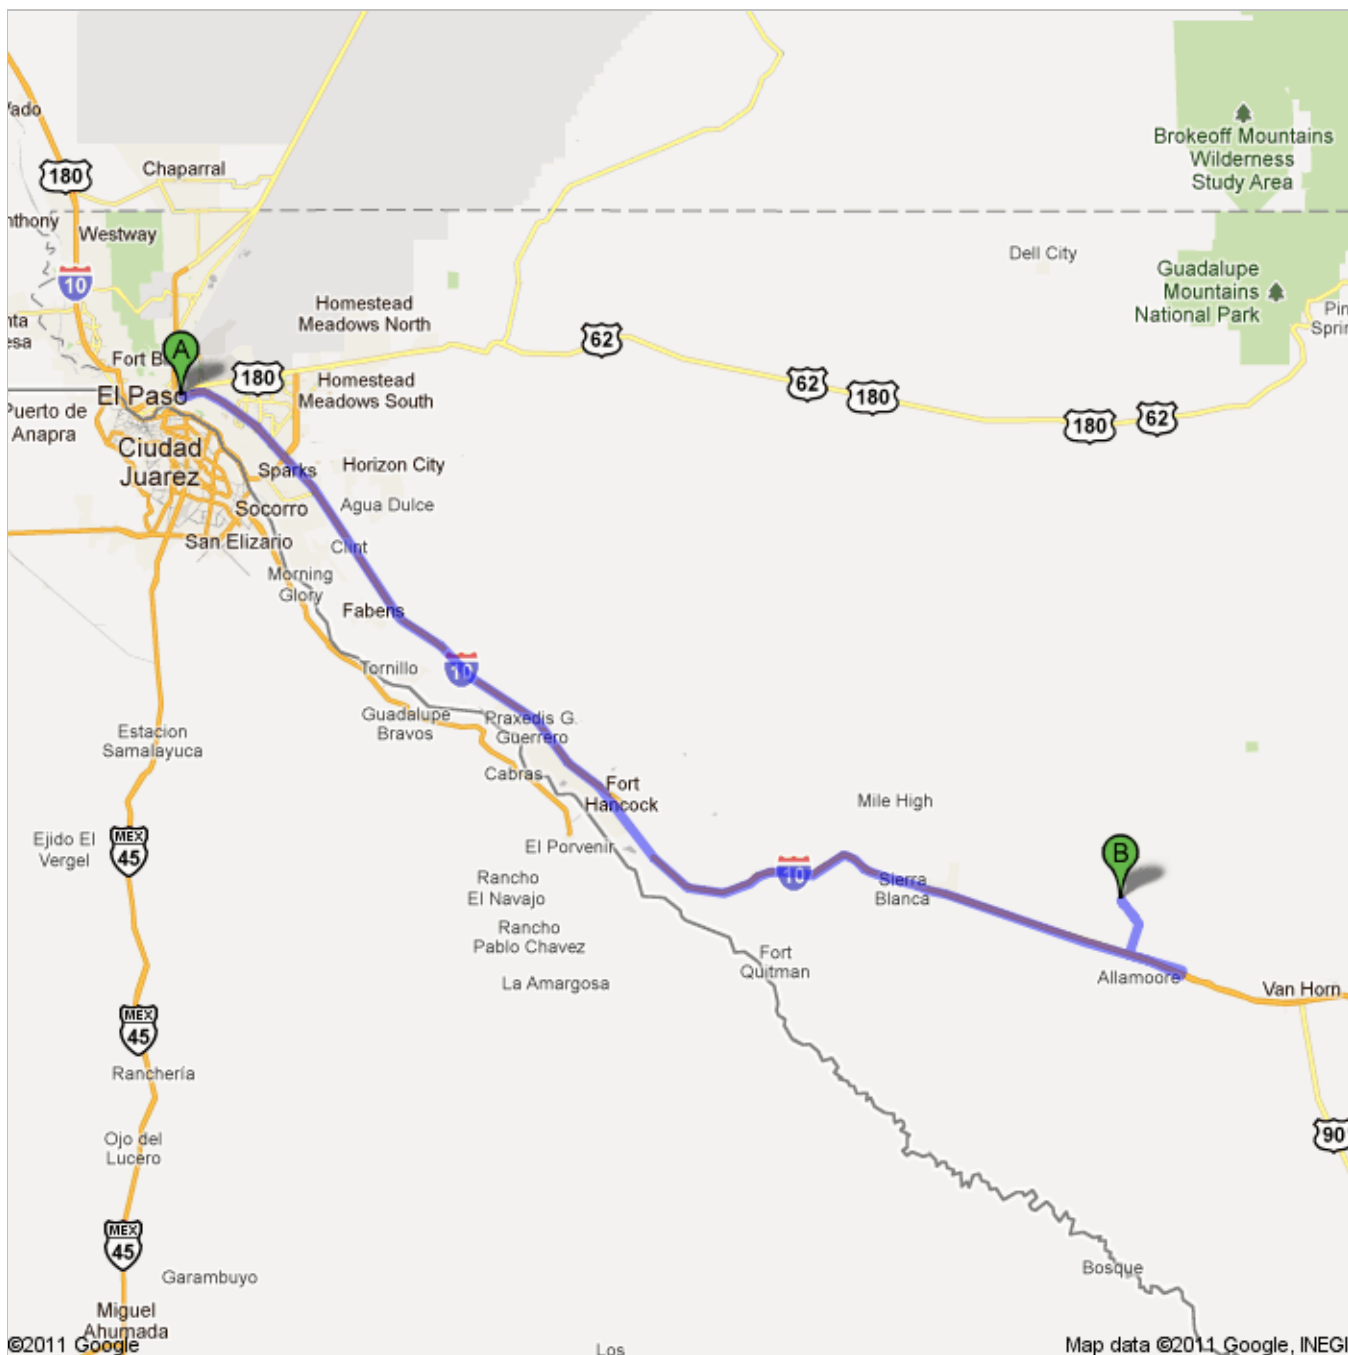 Vado
Chaparral
180
nthony
Westway
10
Brokeoff Mountains
Wilderness
Study Area
Dell City
Guadalupe
Mountains
National Park
Pin
Sprin
Homestead
Meadows North
62
nta
esa
Fort B
A
180
El Paso
Homestead
Meadows South
62
180
180
62
Puerto de
Anapra
Ciudad
Juarez
Sparks
Horizon City
Socorro
Agua Dulce
San Elizario
Clint
Morning
Glory
Fabens
Tornillo
10
Guadalupe
Bravos
Praxedis G.
Guerrero
Estacion
Samalayuca
Cabras
Fort
Hancock
Mile High
Ejido El
Vergel
MEX
45
El Porvenir
B
Rancho
El Navajo
10
Sierra
Blanca
Rancho
Pablo Chavez
La Amargosa
Fort
Quitman
Allamoore
Van Horn
MEX
45
Ranchería
90
Ojo del
Lucero
MEX
45
Garambuyo
Bosque
Miguel
Ahumada
©2011 Google
Los
Map data ©2011 Google, INEGI